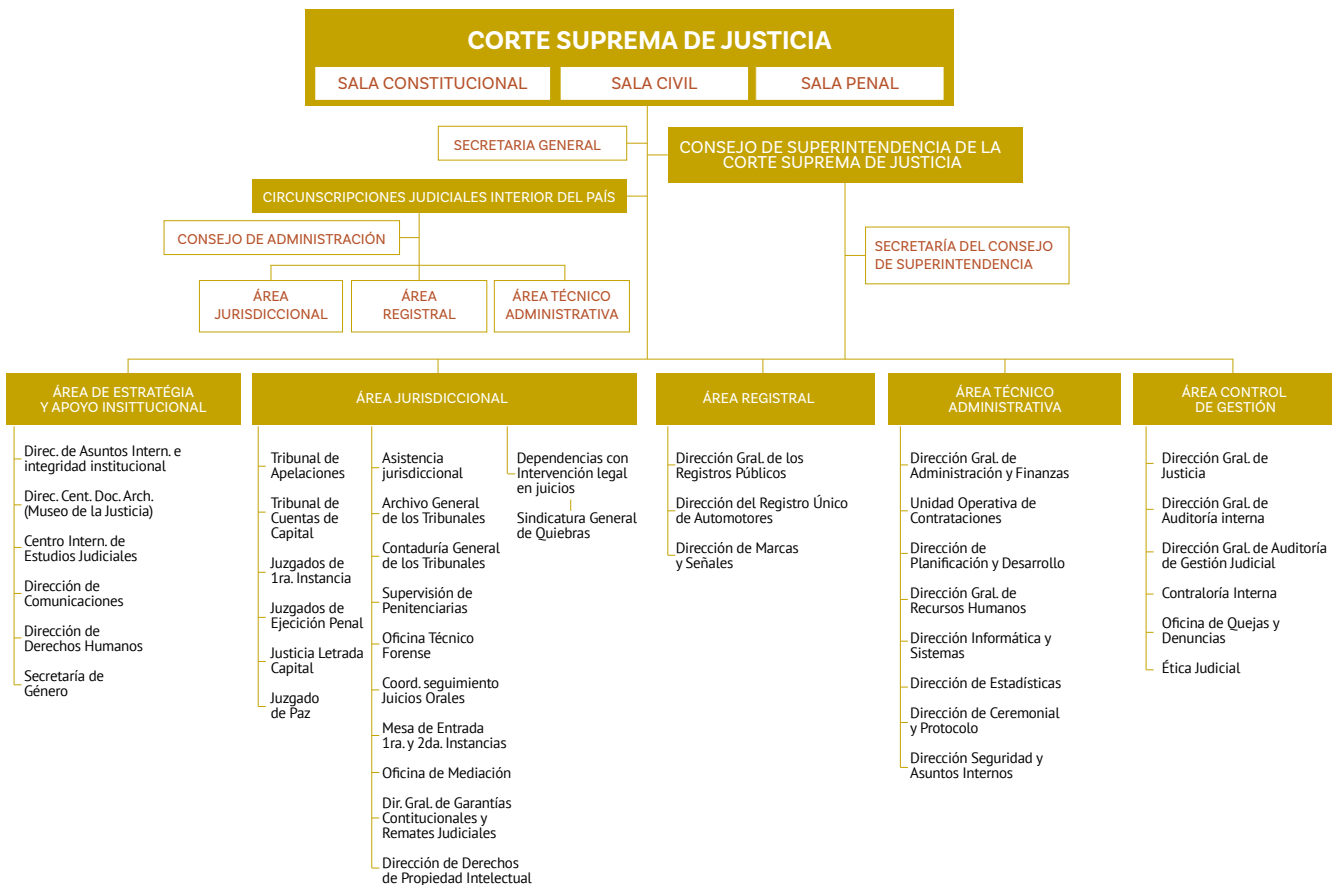 CORTE SUPREMA DE JUSTICIA
SALA CONSTITUCIONAL
SALA CIVIL
SALA PENAL
SECRETARIA GENERAL
CONSEJO DE SUPERINTENDENCIA DE LA
CORTE SUPREMA DE JUSTICIA
CIRCUNSCRIPCIONES JUDICIALES INTERIOR DEL PAÍS
CONSEJO DE ADMINISTRACIÓN
SECRETARÍA DEL CONSEJO
DE SUPERINTENDENCIA
ÁREA
JURISDICCIONAL
ÁREA
REGISTRAL
ÁREA TÉCNICO
ADMINISTRATIVA
ÁREA DE ESTRATÉGIA
Y APOYO INSITTUCIONAL
Direc. de Asuntos Intern. e
integridad institucional
Direc. Cent. Doc. Arch.
(Museo de la Justicia)
Centro Intern. de
Estudios Judiciales
Dirección de
Comunicaciones
Dirección de
Derechos Humanos
Secretaría de
Género
ÁREA JURISDICCIONAL
Tribunal de
Apelaciones
Tribunal de
Cuentas de
Capital
Juzgados de
1ra. Instancia
Juzgados de
Ejecición Penal
Justicia Letrada
Capital
Juzgado
de Paz
Asistencia
jurisdiccional
Archivo General
de los Tribunales
Contaduría General
de los Tribunales
Supervisión de
Penitenciarias
Oficina Técnico
Forense
Coord. seguimiento
Juicios Orales
Mesa de Entrada
1ra. y 2da. Instancias
Oficina de Mediación
Dir. Gral. de Garantías
Contitucionales y
Remates Judiciales
Dirección de Derechos
de Propiedad Intelectual
Dependencias con
Intervención legal
en juicios
Sindicatura General
de Quiebras
ÁREA REGISTRAL
Dirección Gral. de los
Registros Públicos
Dirección del Registro Único
de Automotores
Dirección de Marcas
y Señales
ÁREA TÉCNICO
ADMINISTRATIVA
Dirección Gral. de
Administración y Finanzas
Unidad Operativa de
Contrataciones
Dirección de
Planificación y Desarrollo
Dirección Gral. de
Recursos Humanos
Dirección Informática y
Sistemas
Dirección de Estadísticas
Dirección de Ceremonial
y Protocolo
Dirección Seguridad y
Asuntos Internos
ÁREA CONTROL
DE GESTIÓN
Dirección Gral. de
Justicia
Dirección Gral. de
Auditoría interna
Dirección Gral. de Auditoría
de Gestión Judicial
Contraloría Interna
Oficina de Quejas y
Denuncias
Ética Judicial